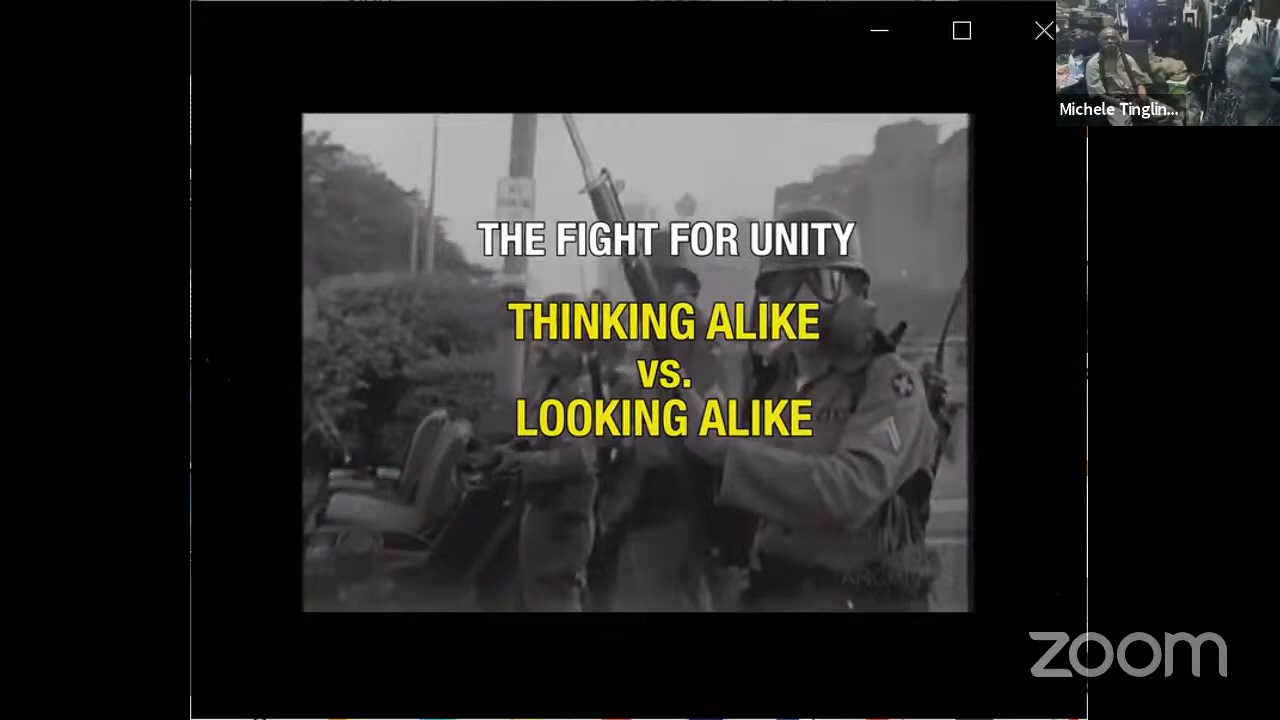 Michele Tinglin...
THE FIGHT FOR UNITY
THINKING ALIKE
vs.
LOOKING ALIKE
zoom